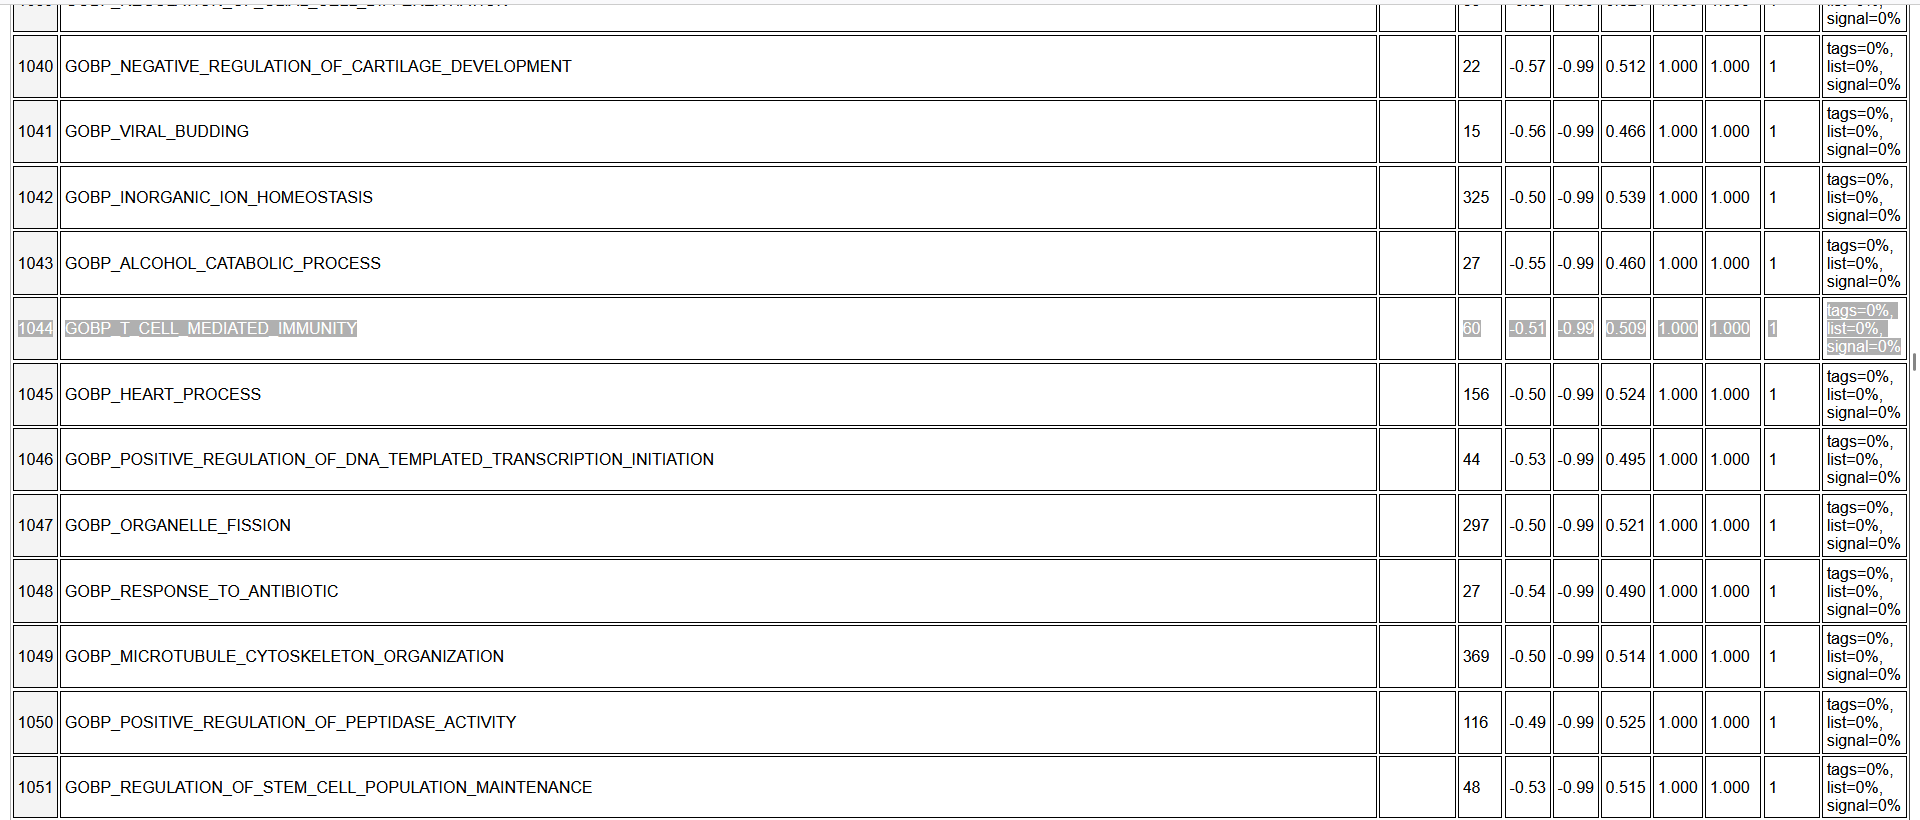 signal=0%
1040 GOBP_NEGATIVE_REGULATION_OF_CARTILAGE_DEVELOPMENT 22 -0.57 -0.99 0.512 1.000 1.000 1 tags=0%,
list=0%,
signal=0%
1041 GOBP_VIRAL_BUDDING 15 -0.56 -0.99 0.466 1.000 1.000 1 tags=0%,
list=0%,
signal=0%
1042 GOBP_INORGANIC_ION_HOMEOSTASIS 325 -0.50 -0.99 0.539 1.000 1.000 1 tags=0%,
list=0%,
signal=0%
1043 GOBP_ALCOHOL_CATABOLIC_PROCESS 27 -0.55 -0.99 0.460 1.000 1.000 1 tags=0%,
list=0%,
signal=0%
1044 GOBP_T_CELL_MEDIATED_IMMUNITY 60 -0.51 -0.99 0.509 1.000 1.000 1 tags=0%,
list=0%,
signal=0%
1045 GOBP_HEART_PROCESS 156 -0.50 -0.99 0.524 1.000 1.000 1 tags=0%,
list=0%,
signal=0%
1046 GOBP_POSITIVE_REGULATION_OF_DNA_TEMPLATED_TRANSCRIPTION_INITIATION 44 -0.53 -0.99 0.495 1.000 1.000 1 tags=0%,
list=0%,
signal=0%
1047 GOBP_ORGANELLE_FISSION 297 -0.50 -0.99 0.521 1.000 1.000 1 tags=0%,
list=0%,
signal=0%
1048 GOBP_RESPONSE_TO_ANTIBIOTIC 27 -0.54 -0.99 0.490 1.000 1.000 1 tags=0%,
list=0%,
signal=0%
1049 GOBP_MICROTUBULE_CYTOSKELETON_ORGANIZATION 369 -0.50 -0.99 0.514 1.000 1.000 1 tags=0%,
list=0%,
signal=0%
1050 GOBP_POSITIVE_REGULATION_OF_PEPTIDASE_ACTIVITY 116 -0.49 -0.99 0.525 1.000 1.000 1 tags=0%,
list=0%,
signal=0%
1051 GOBP_REGULATION_OF_STEM_CELL_POPULATION_MAINTENANCE 48 -0.53 -0.99 0.515 1.000 1.000 1 tags=0%,
list=0%,
signal=0%